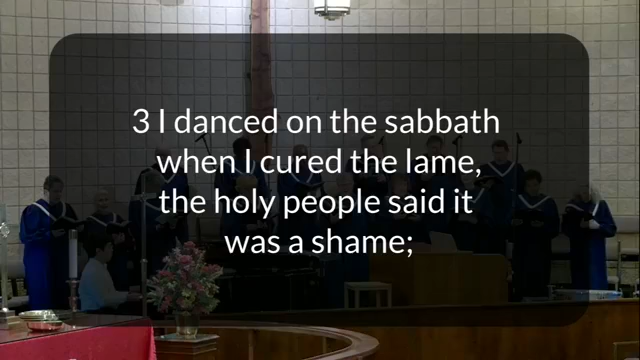 3 I danced on the sabbath
when I cured the lame,
the holy people said it
was a shame;